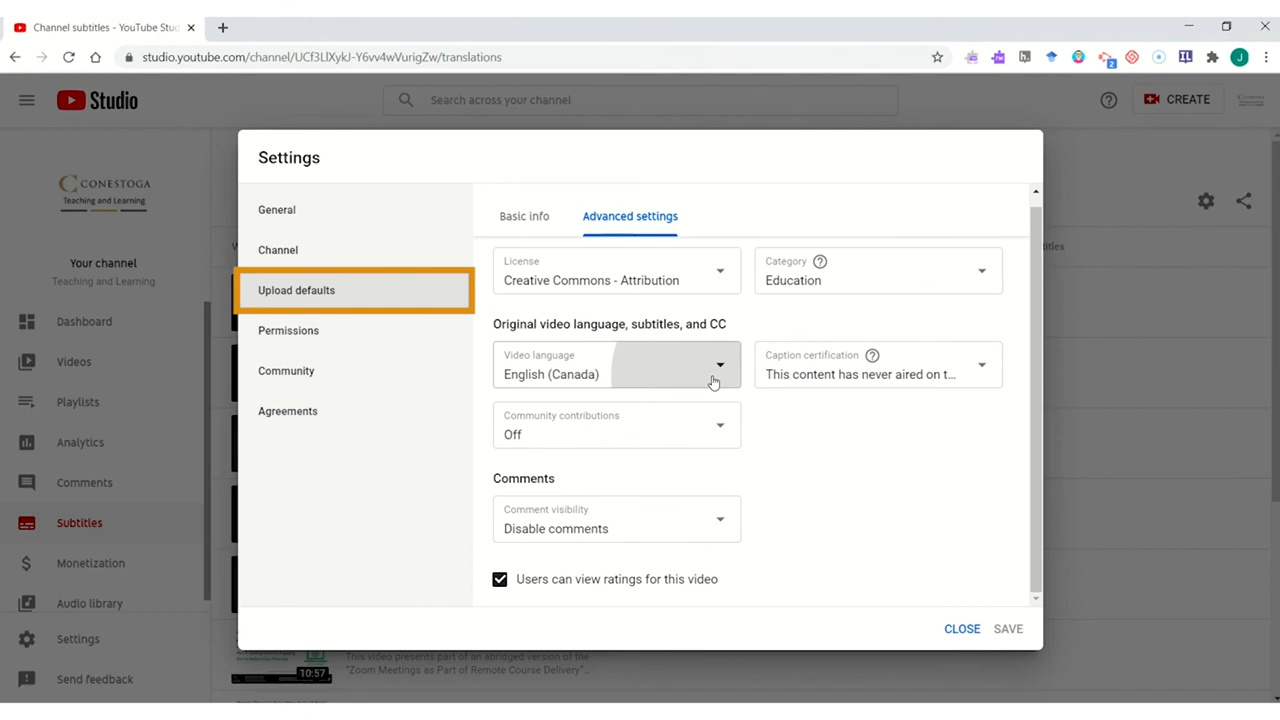 Channel subtitles - YouTube Stud
studio.youtube.com/channel/UCf3LlXykJ-Y6vv4wVurigZw/translations
2
IL
J
Studio
Search across your channel
CREATE
CONESTOGA
Teaching and Learning
Your channel
Teaching and Learning
Dashboard
Videos
Playlists
Analytics
Comments
Subtitles
Monetization
Audio library
Settings
Send feedback
Settings
General
Channel
Upload defaults
Permissions
Community
Agreements
Basic info
Advanced settings
License
Creative Commons - Attribution
Category
Education
Original video language, subtitles, and CC
Video language
English (Canada)
Caption certification
This content has never aired on t...
Community contributions
Off
Comments
Comment visibility
Disable comments
Users can view ratings for this video
CLOSE SAVE
10:57
This video presents part of an abridged version of the
"Zoom Meetings as Part of Remote Course Delivery"...